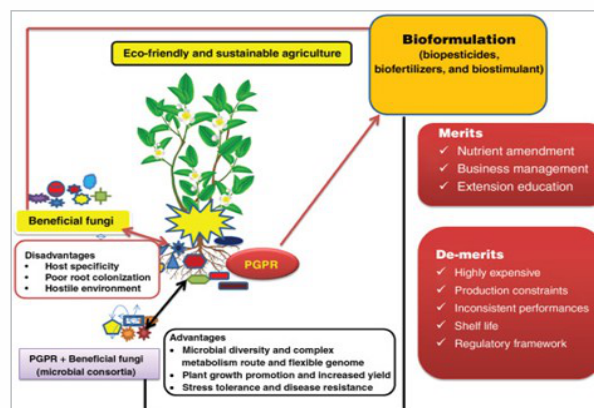 Eco-friendly and sustainable agriculture
Bioformulation
(biopesticides,
biofertilizers, and biostimulant)
Merits
✓ Nutrient amendment
✓ Business management
✓ Extension education
Beneficial fungi
PGPR
Disadvantages
• Host specificity
• Poor root colonization
• Hostile environment
De-merits
✓ Highly expensive
✓ Production constraints
✓ Inconsistent performances
✓ Shelf life
✓ Regulatory framework
PGPR + Beneficial fungi
(microbial consortia)
Advantages
• Microbial diversity and complex
metabolism route and flexible genome
• Plant growth promotion and increased yield
• Stress tolerance and disease resistance